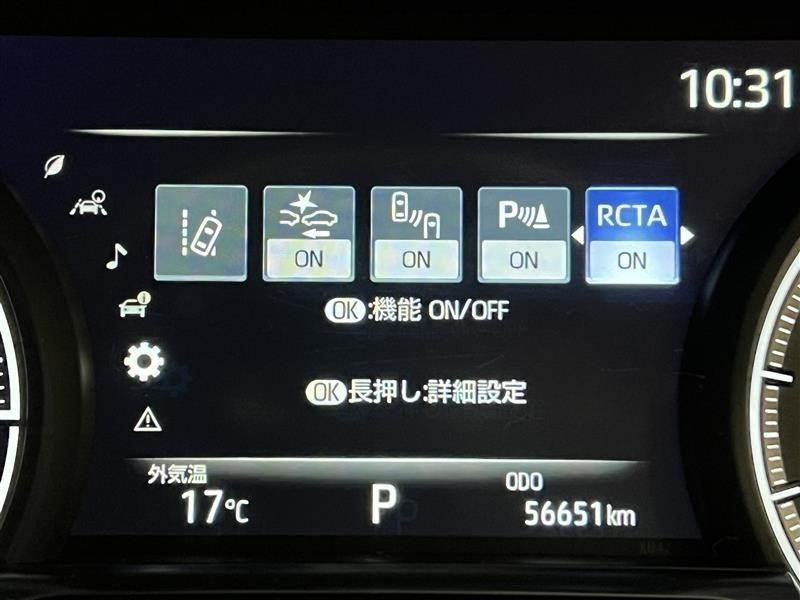 10:31
P RCTA
ON ON ON ON
OK:機能 ON/OFF
OK長押し:詳細設定
外気温 ODO
17℃ P 56651km